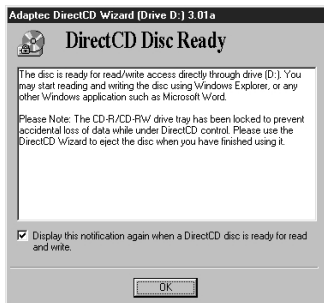 Adaptec DirectCD Wizard (Drive D:) 3.01a
DirectCD Disc Ready
The disc is ready for read/write access directly through drive (D:). You
may start reading and writing the disc using Windows Explorer, or any
other Windows application such as Microsoft Word.
Please Note: The CD-R/CD-RW drive tray has been locked to prevent
accidental loss of data while under DirectCD control. Please use the
DirectCD Wizard to eject the disc when you have finished using it.
Display this notification again when a DirectCD disc is ready for read
and write.
OK